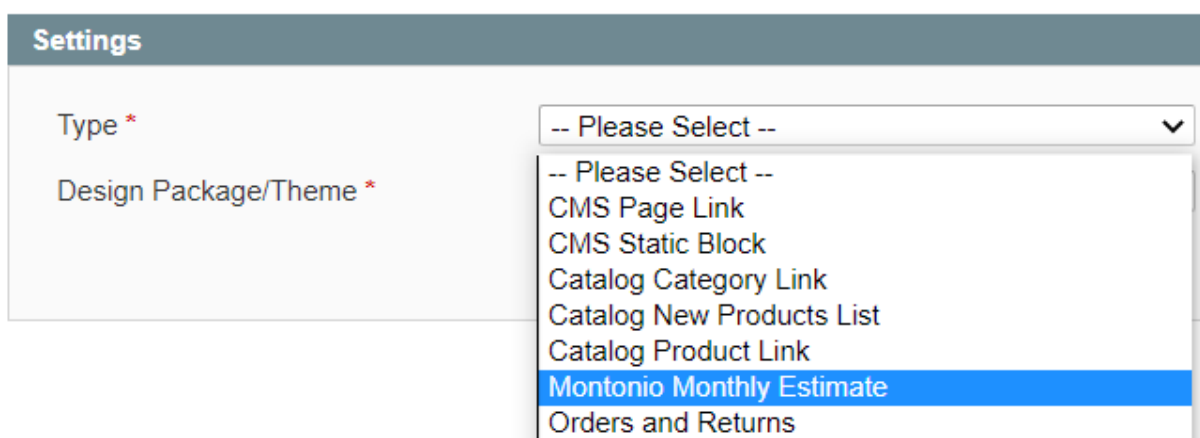 Settings
Type * -- Please Select --
-- Please Select --
Design Package/Theme *
CMS Page Link
CMS Static Block
Catalog Category Link
Catalog New Products List
Catalog Product Link
Montonio Monthly Estimate
Orders and Returns